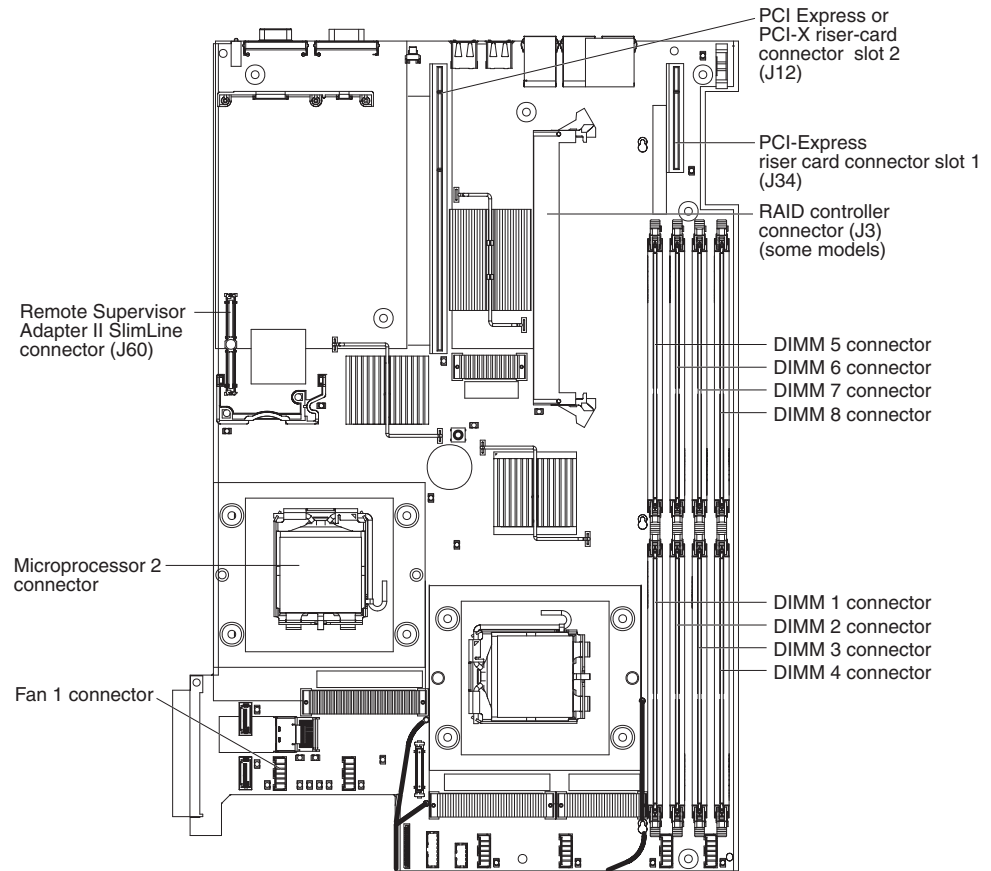 PCI Express or
PCI-X riser-card
connector slot 2
(J12)
PCI-Express
riser card connector slot 1
(J34)
RAID controller
connector (J3)
(some models)
Remote Supervisor
Adapter II SlimLine
connector (J60)
DIMM 5 connector
DIMM 6 connector
DIMM 7 connector
DIMM 8 connector
Microprocessor 2
connector
DIMM 1 connector
DIMM 2 connector
DIMM 3 connector
DIMM 4 connector
Fan 1 connector